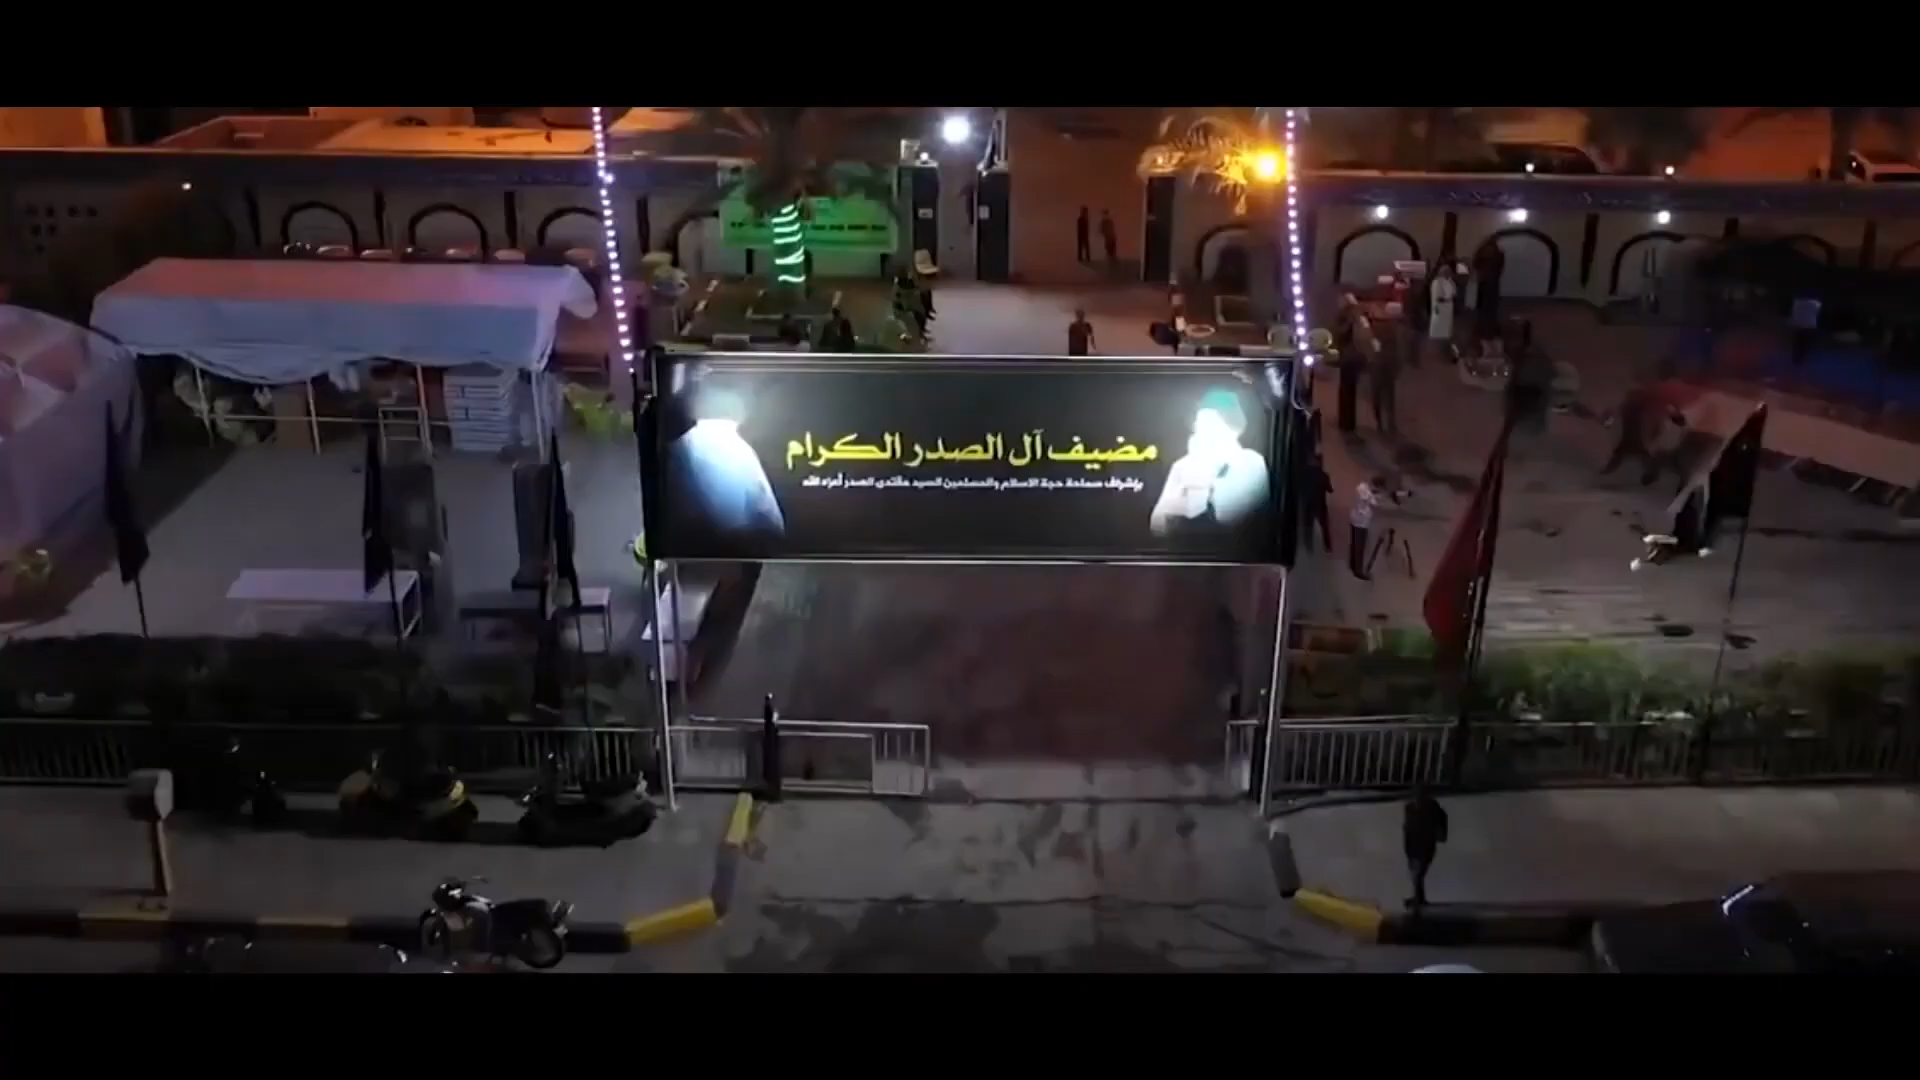 مضيف آل الصدر الكرام
بإشراف سماحة حجة الاسلام والمسلمين السيد مقتدى الصدر أعزه الله